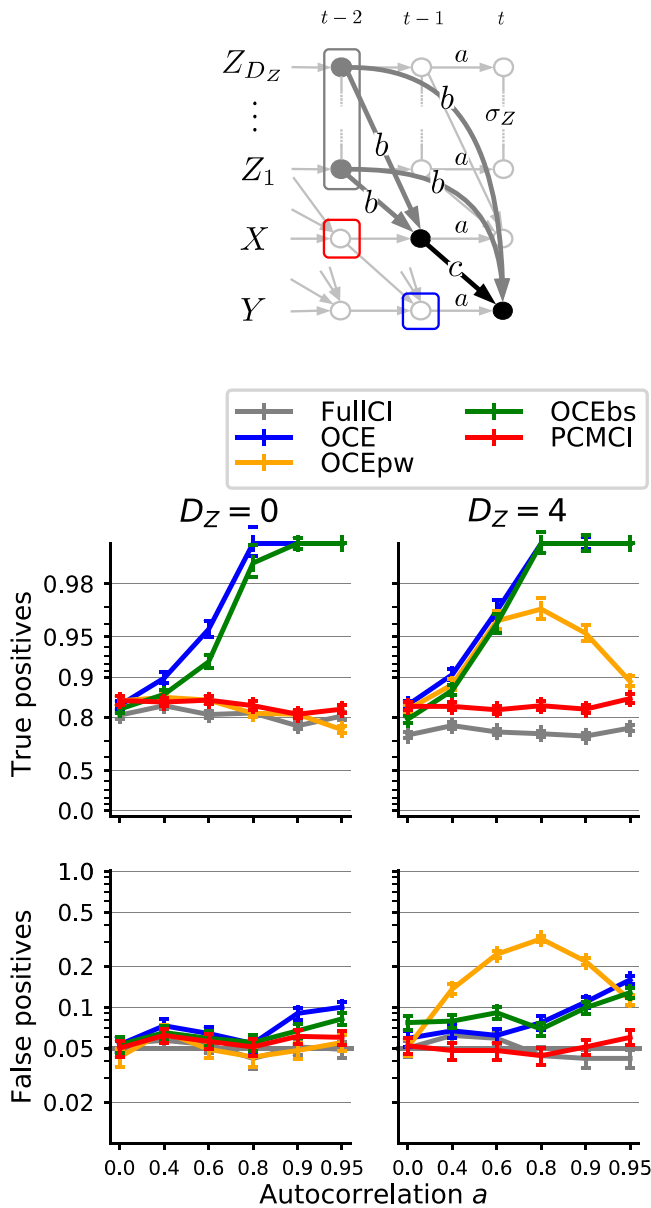 t − 2 t − 1 t
Z_{D_Z} a
b
σ_Z
⋮
b
Z_1 a
b
b
X a
c
Y a
FullCI OCEbs
OCE PCMCI
OCEpw
D_Z = 0 D_Z = 4
True positives
0.98
0.95
0.9
0.8
0.5
0.0
False positives
1.0
0.5
0.2
0.1
0.05
0.02
0.0 0.4 0.6 0.8 0.9 0.95 0.0 0.4 0.6 0.8 0.9 0.95
Autocorrelation a